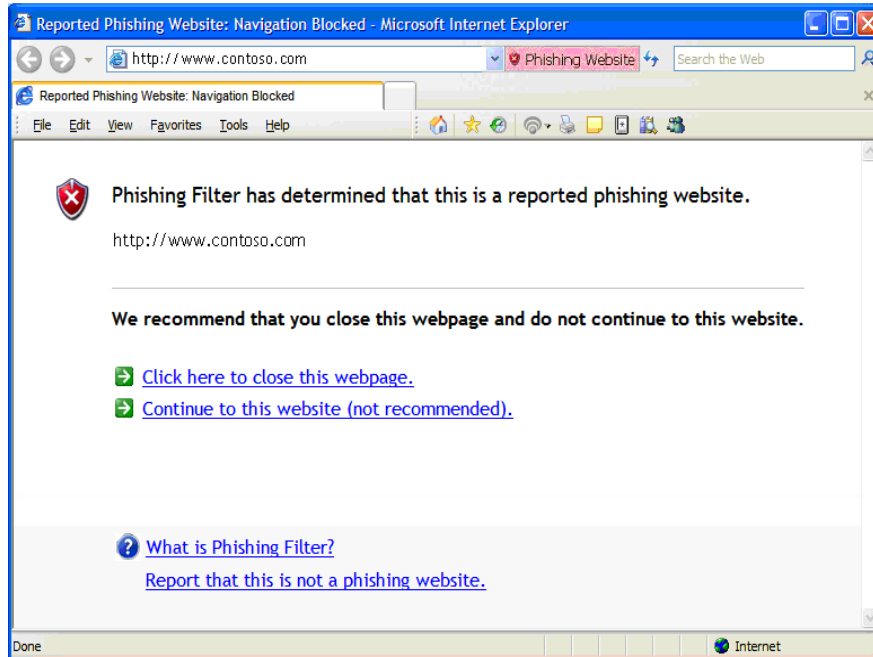 Reported Phishing Website: Navigation Blocked - Microsoft Internet Explorer
http://www.contoso.com Phishing Website Search the Web
Reported Phishing Website: Navigation Blocked
File Edit View Favorites Tools Help
Phishing Filter has determined that this is a reported phishing website.
http://www.contoso.com
We recommend that you close this webpage and do not continue to this website.
Click here to close this webpage.
Continue to this website (not recommended).
What is Phishing Filter?
Report that this is not a phishing website.
Done Internet